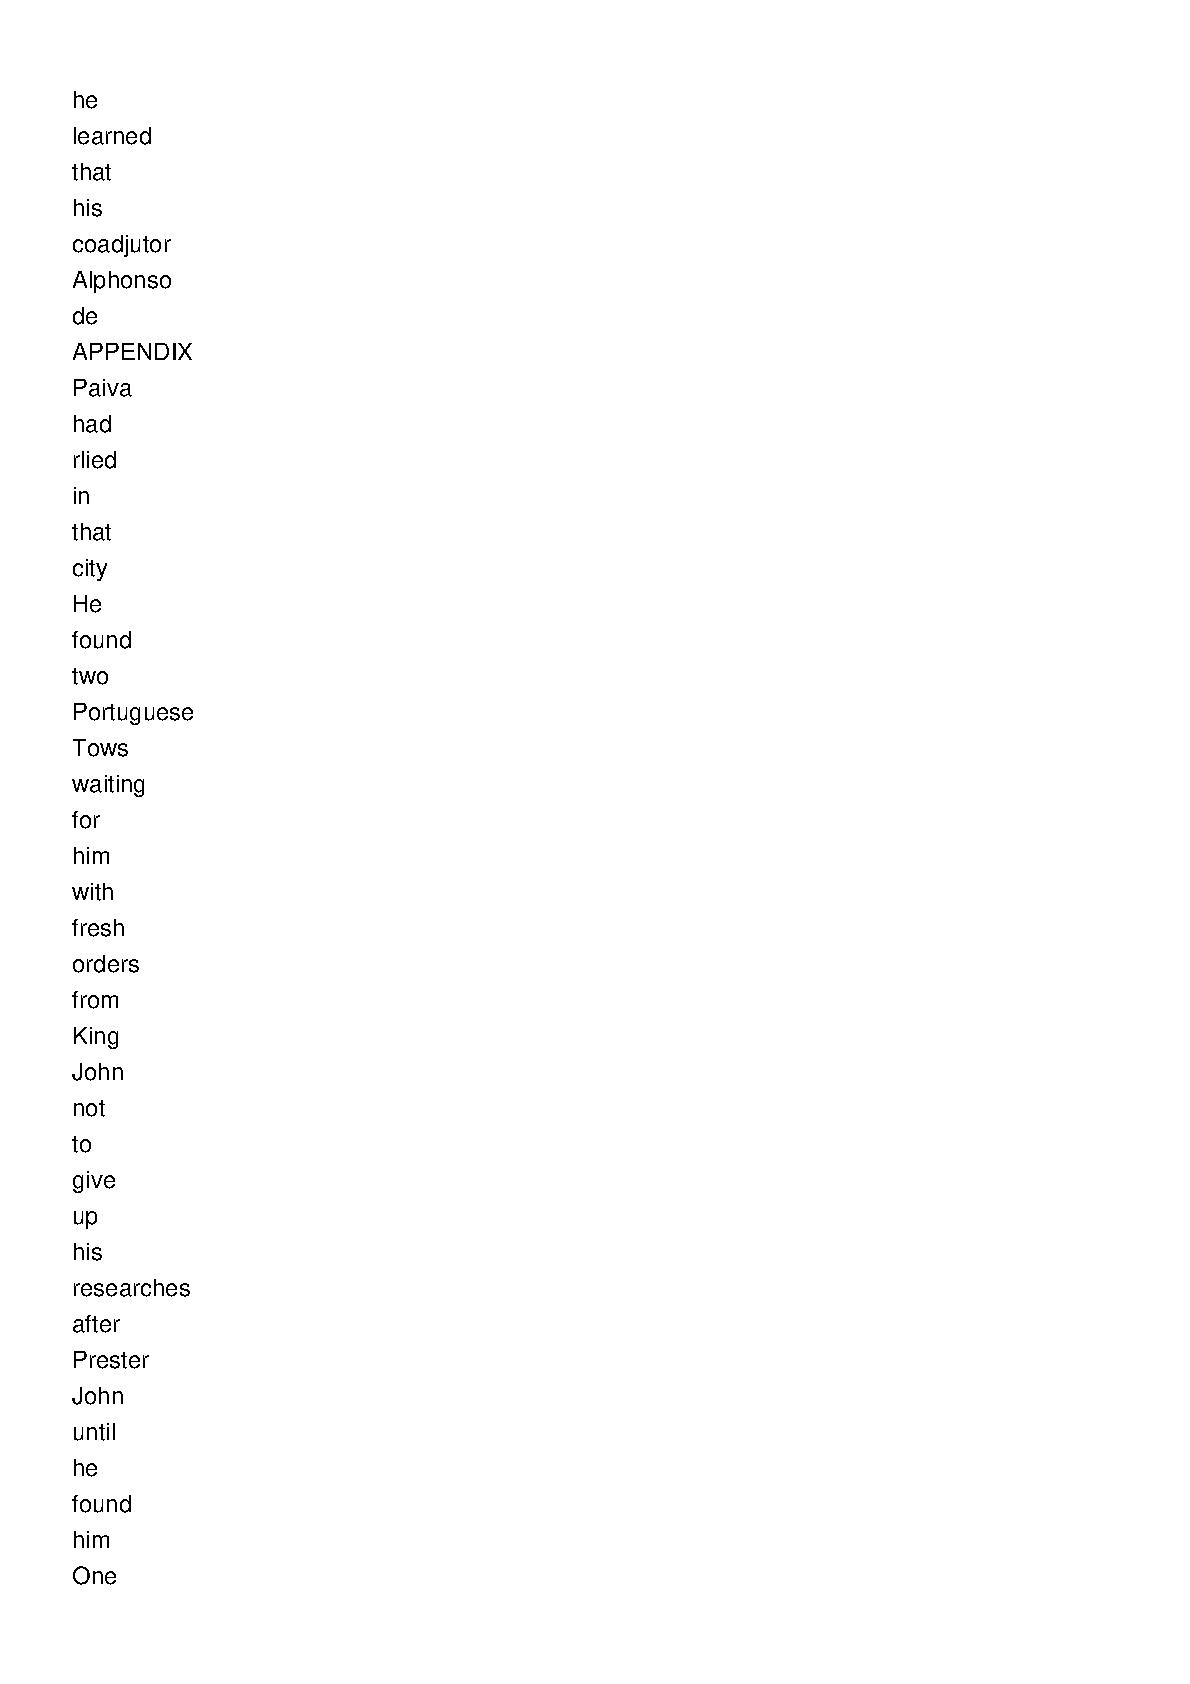 he
learned
that
his
coadjutor
Alphonso
de
APPENDIX
Paiva
had
rlied
in
that
city
He
found
two
Portuguese
Tows
waiting
for
him
with
fresh
orders
from
King
John
not
to
give
up
his
researches
after
Prester
John
until
he
found
him
One